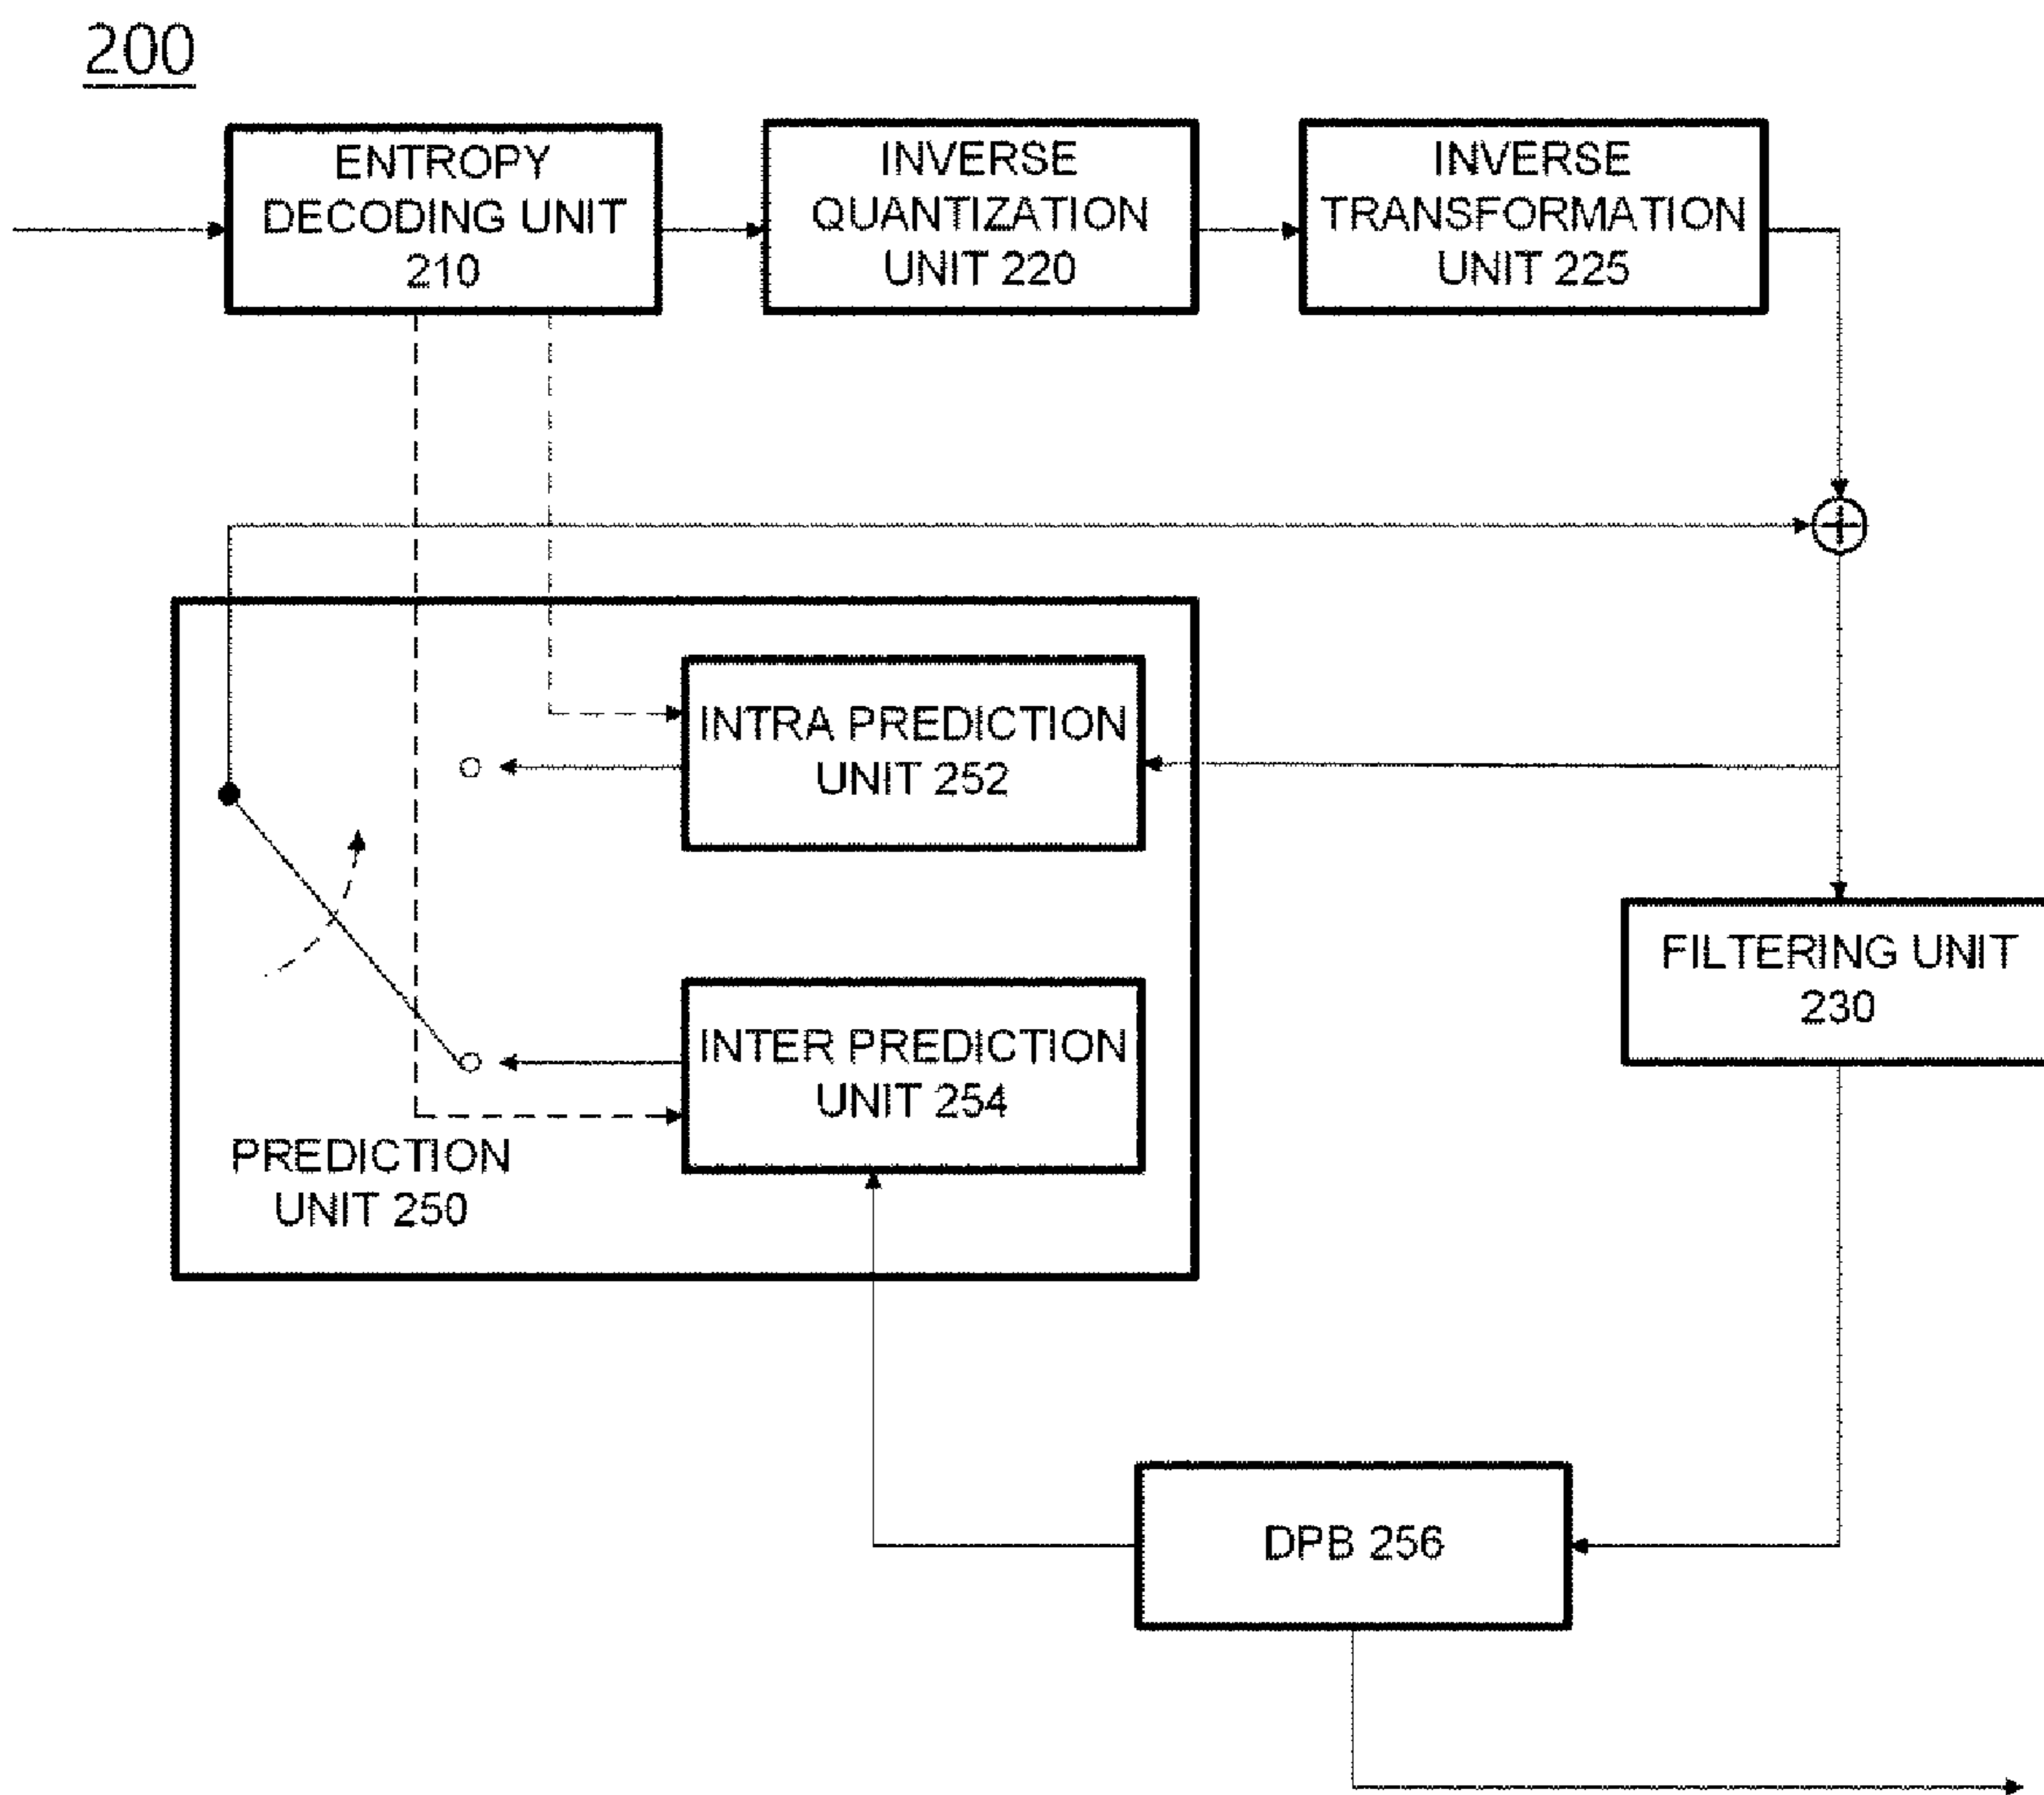 200
ENTROPY
DECODING UNIT
210
INVERSE
QUANTIZATION
UNIT 220
INVERSE
TRANSFORMATION
UNIT 225
INTRA PREDICTION
UNIT 252
FILTERING UNIT
230
INTER PREDICTION
UNIT 254
PREDICTION
UNIT 250
DPB 256